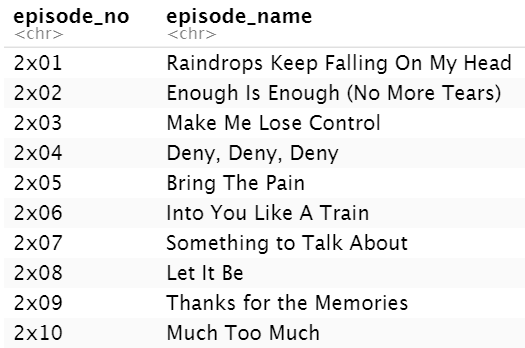 episode_no episode_name
<chr> <chr>
2x01 Raindrops Keep Falling On My Head
2x02 Enough Is Enough (No More Tears)
2x03 Make Me Lose Control
2x04 Deny, Deny, Deny
2x05 Bring The Pain
2x06 Into You Like A Train
2x07 Something to Talk About
2x08 Let It Be
2x09 Thanks for the Memories
2x10 Much Too Much